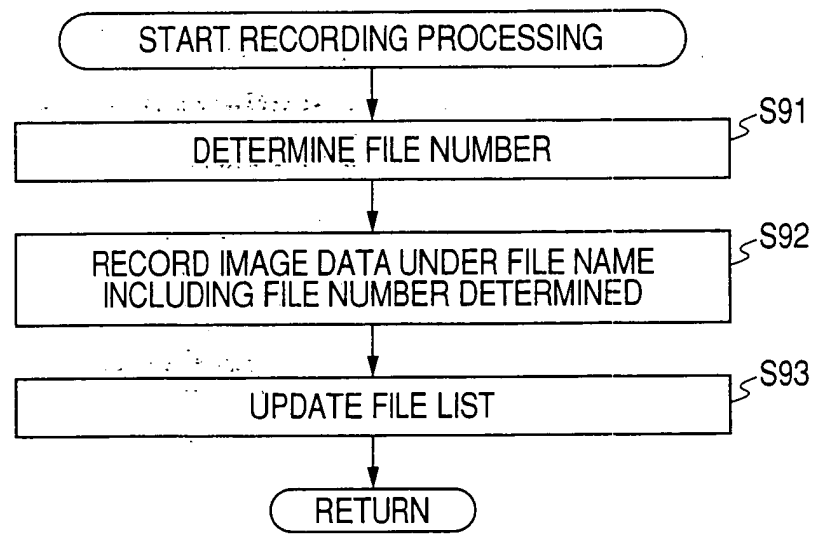 START RECORDING PROCESSING
S91
DETERMINE FILE NUMBER
S92
RECORD IMAGE DATA UNDER FILE NAME
INCLUDING FILE NUMBER DETERMINED
S93
UPDATE FILE LIST
RETURN